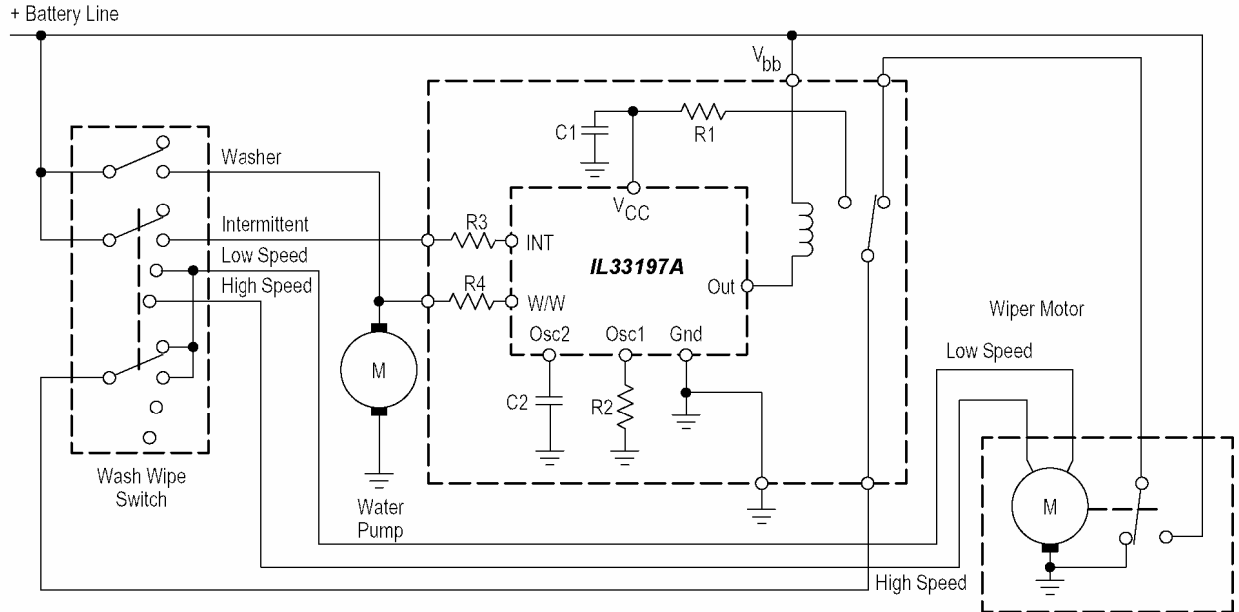 + Battery Line
Vbb
C1
R1
Washer
VCC
Intermittent
R3
INT
Low Speed
IL33197A
High Speed
R4
W/W
Out
Osc2
Osc1
Gnd
Wiper Motor
Low Speed
M
C2
R2
Wash Wipe
Switch
Water
Pump
M
High Speed